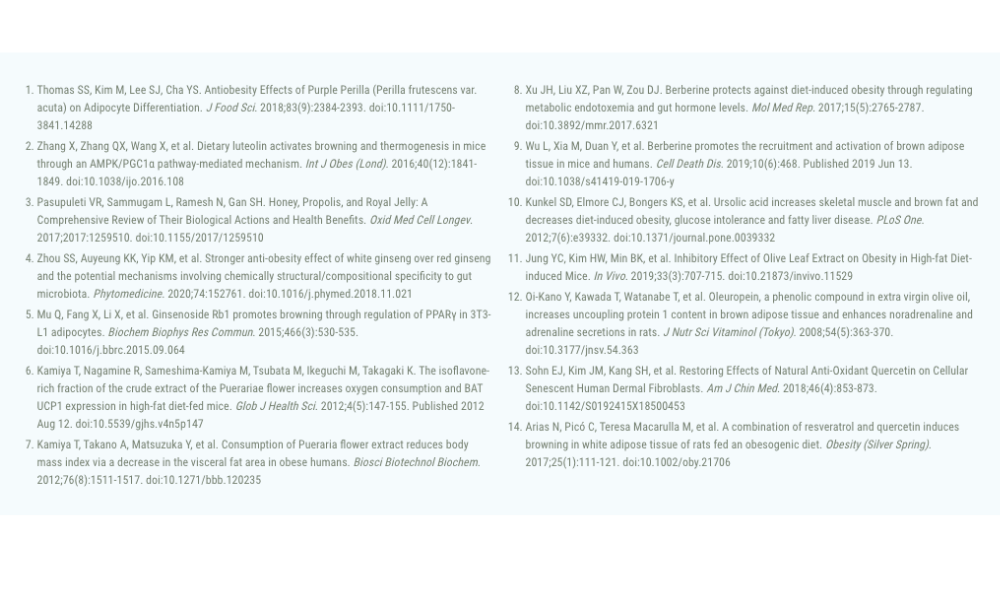 1. Thomas SS, Kim M, Lee SJ, Cha YS. Antiobesity Effects of Purple Perilla (Perilla frutescens var.
acuta) on Adipocyte Differentiation. J Food Sci. 2018;83(9):2384-2393. doi:10.1111/1750-
3841.14288
2. Zhang X, Zhang QX, Wang X, et al. Dietary luteolin activates browning and thermogenesis in mice
through an AMPK/PGC1α pathway-mediated mechanism. Int J Obes (Lond). 2016;40(12):1841-
1849. doi:10.1038/ijo.2016.108
3. Pasupuleti VR, Sammugam L, Ramesh N, Gan SH. Honey, Propolis, and Royal Jelly: A
Comprehensive Review of Their Biological Actions and Health Benefits. Oxid Med Cell Longev.
2017;2017:1259510. doi:10.1155/2017/1259510
4. Zhou SS, Auyeung KK, Yip KM, et al. Stronger anti-obesity effect of white ginseng over red ginseng
and the potential mechanisms involving chemically structural/compositional specificity to gut
microbiota. Phytomedicine. 2020;74:152761. doi:10.1016/j.phymed.2018.11.021
5. Mu Q, Fang X, Li X, et al. Ginsenoside Rb1 promotes browning through regulation of PPARγ in 3T3-
L1 adipocytes. Biochem Biophys Res Commun. 2015;466(3):530-535.
doi:10.1016/j.bbrc.2015.09.064
6. Kamiya T, Nagamine R, Sameshima-Kamiya M, Tsubata M, Ikeguchi M, Takagaki K. The isoflavone-
rich fraction of the crude extract of the Puerariae flower increases oxygen consumption and BAT
UCP1 expression in high-fat diet-fed mice. Glob J Health Sci. 2012;4(5):147-155. Published 2012
Aug 12. doi:10.5539/gjhs.v4n5p147
7. Kamiya T, Takano A, Matsuzuka Y, et al. Consumption of Pueraria flower extract reduces body
mass index via a decrease in the visceral fat area in obese humans. Biosci Biotechnol Biochem.
2012;76(8):1511-1517. doi:10.1271/bbb.120235
8. Xu JH, Liu XZ, Pan W, Zou DJ. Berberine protects against diet-induced obesity through regulating
metabolic endotoxemia and gut hormone levels. Mol Med Rep. 2017;15(5):2765-2787.
doi:10.3892/mmr.2017.6321
9. Wu L, Xia M, Duan Y, et al. Berberine promotes the recruitment and activation of brown adipose
tissue in mice and humans. Cell Death Dis. 2019;10(6):468. Published 2019 Jun 13.
doi:10.1038/s41419-019-1706-y
10. Kunkel SD, Elmore CJ, Bongers KS, et al. Ursolic acid increases skeletal muscle and brown fat and
decreases diet-induced obesity, glucose intolerance and fatty liver disease. PLoS One.
2012;7(6):e39332. doi:10.1371/journal.pone.0039332
11. Jung YC, Kim HW, Min BK, et al. Inhibitory Effect of Olive Leaf Extract on Obesity in High-fat Diet-
induced Mice. In Vivo. 2019;33(3):707-715. doi:10.21873/invivo.11529
12. Oi-Kano Y, Kawada T, Watanabe T, et al. Oleuropein, a phenolic compound in extra virgin olive oil,
increases uncoupling protein 1 content in brown adipose tissue and enhances noradrenaline and
adrenaline secretions in rats. J Nutr Sci Vitaminol (Tokyo). 2008;54(5):363-370.
doi:10.3177/jnsv.54.363
13. Sohn EJ, Kim JM, Kang SH, et al. Restoring Effects of Natural Anti-Oxidant Quercetin on Cellular
Senescent Human Dermal Fibroblasts. Am J Chin Med. 2018;46(4):853-873.
doi:10.1142/S0192415X18500453
14. Arias N, Picó C, Teresa Macarulla M, et al. A combination of resveratrol and quercetin induces
browning in white adipose tissue of rats fed an obesogenic diet. Obesity (Silver Spring).
2017;25(1):111-121. doi:10.1002/oby.21706